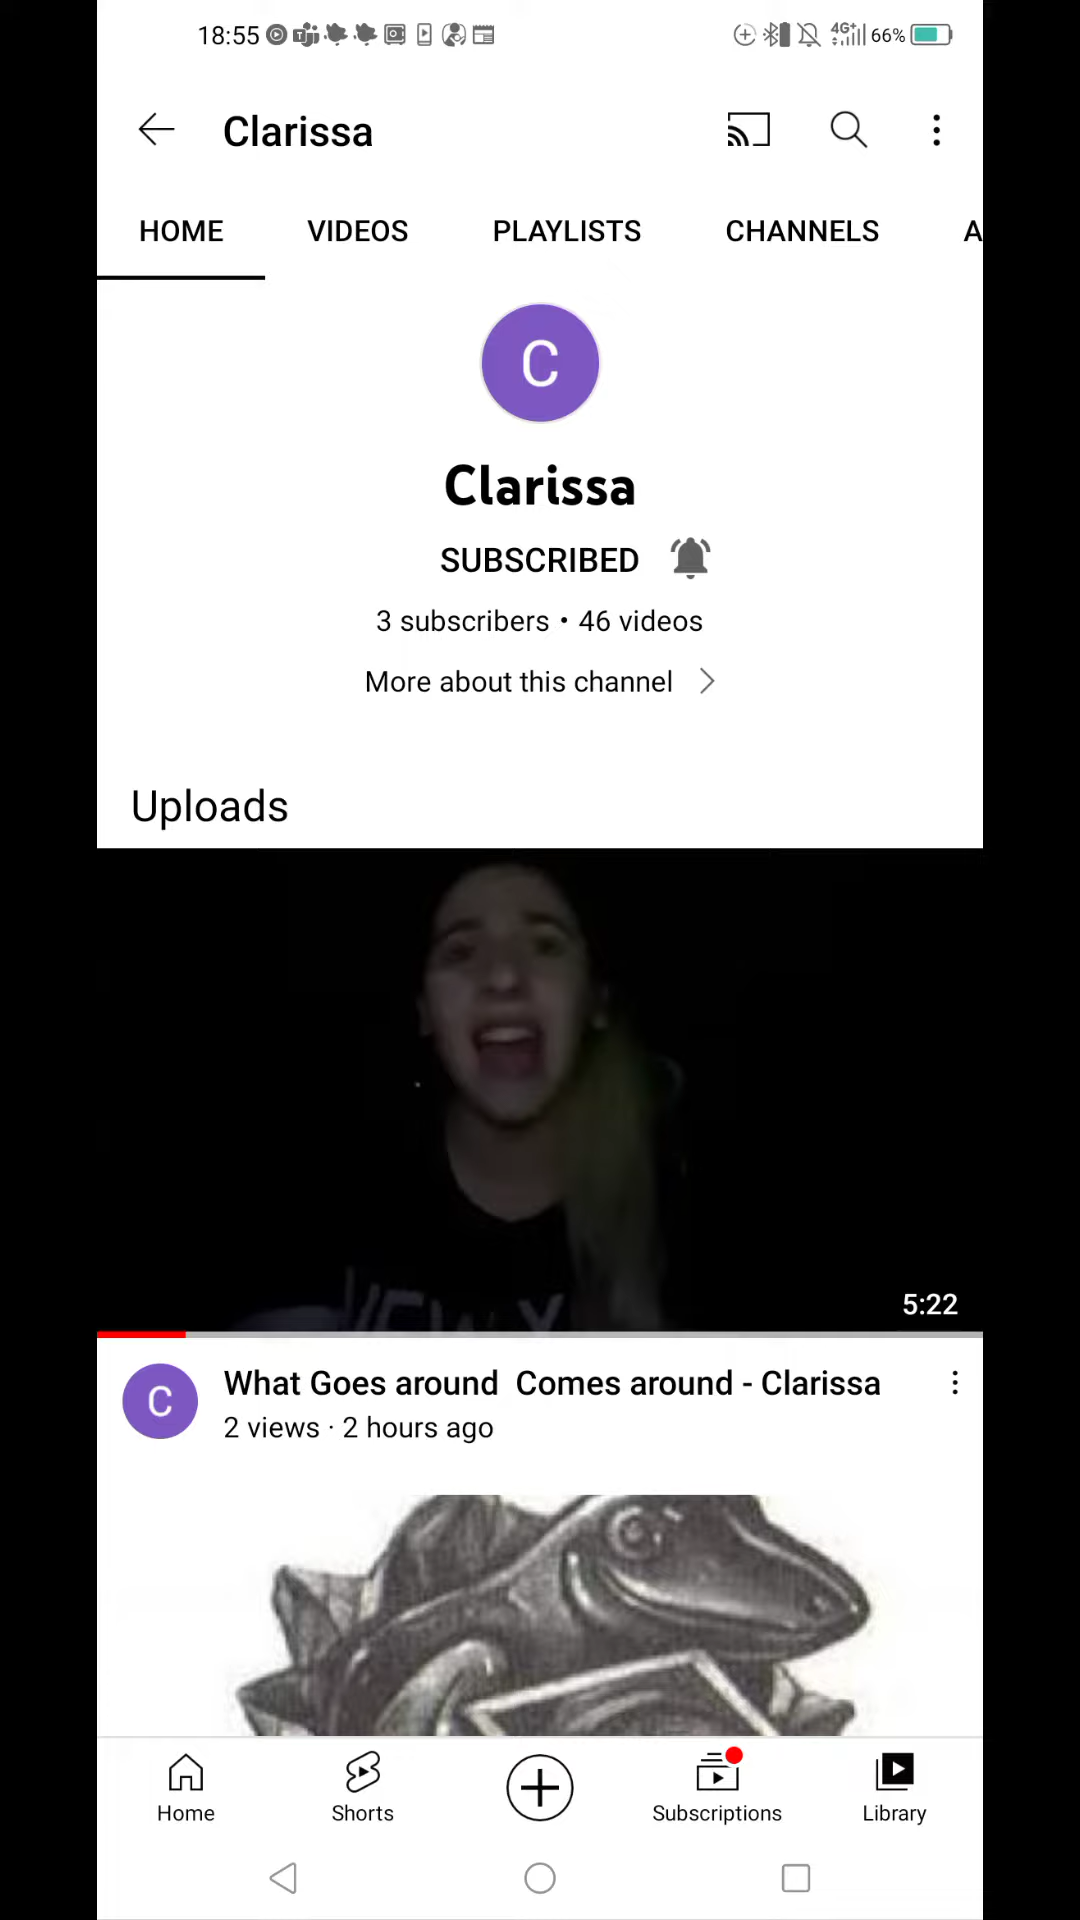 18:55
4G+ 66%
Clarissa
HOME VIDEOS PLAYLISTS CHANNELS A
C
Clarissa
SUBSCRIBED
3 subscribers • 46 videos
More about this channel
Uploads
5:22
C
What Goes around  Comes around - Clarissa
2 views · 2 hours ago
Home Shorts Subscriptions Library